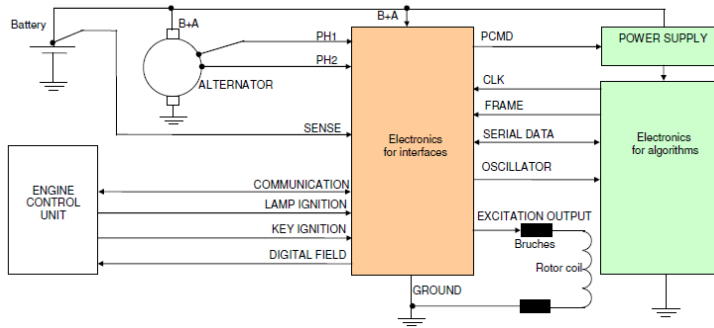 Battery
B+A
B+A
PH1
PCMD
POWER SUPPLY
PH2
ALTERNATOR
CLK
FRAME
SENSE
Electronics
for interfaces
SERIAL DATA
Electronics
for algorithms
OSCILLATOR
ENGINE
CONTROL
UNIT
COMMUNICATION
LAMP IGNITION
KEY IGNITION
DIGITAL FIELD
EXCITATION OUTPUT
Bruches
Rotor coil
GROUND